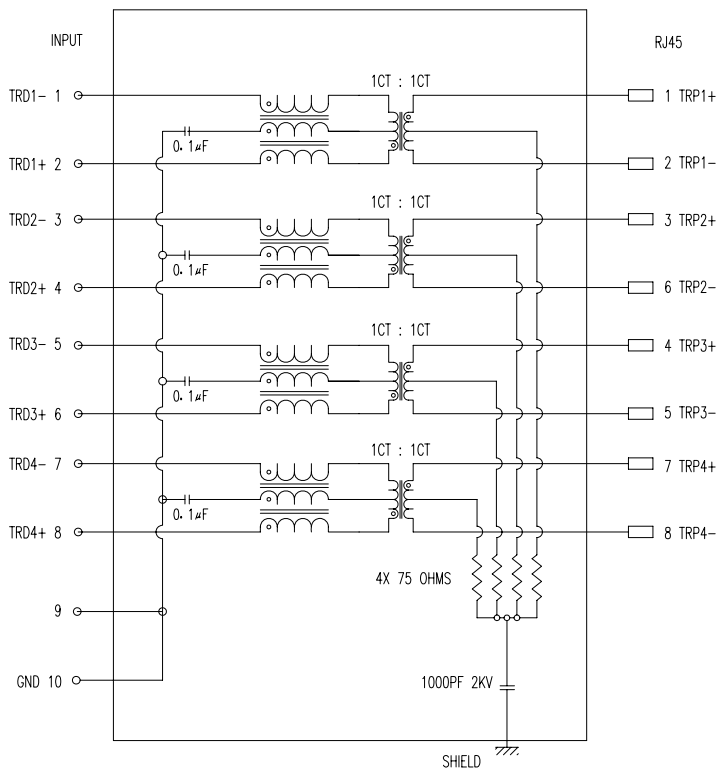 INPUT
RJ45
1CT : 1CT
TRD1- 1
1 TRP1+
0.1µF
TRD1+ 2
2 TRP1-
1CT : 1CT
TRD2- 3
3 TRP2+
0.1µF
TRD2+ 4
6 TRP2-
1CT : 1CT
TRD3- 5
4 TRP3+
0.1µF
TRD3+ 6
5 TRP3-
1CT : 1CT
TRD4- 7
7 TRP4+
0.1µF
TRD4+ 8
8 TRP4-
4X 75 OHMS
9
GND 10
1000PF 2KV
SHIELD